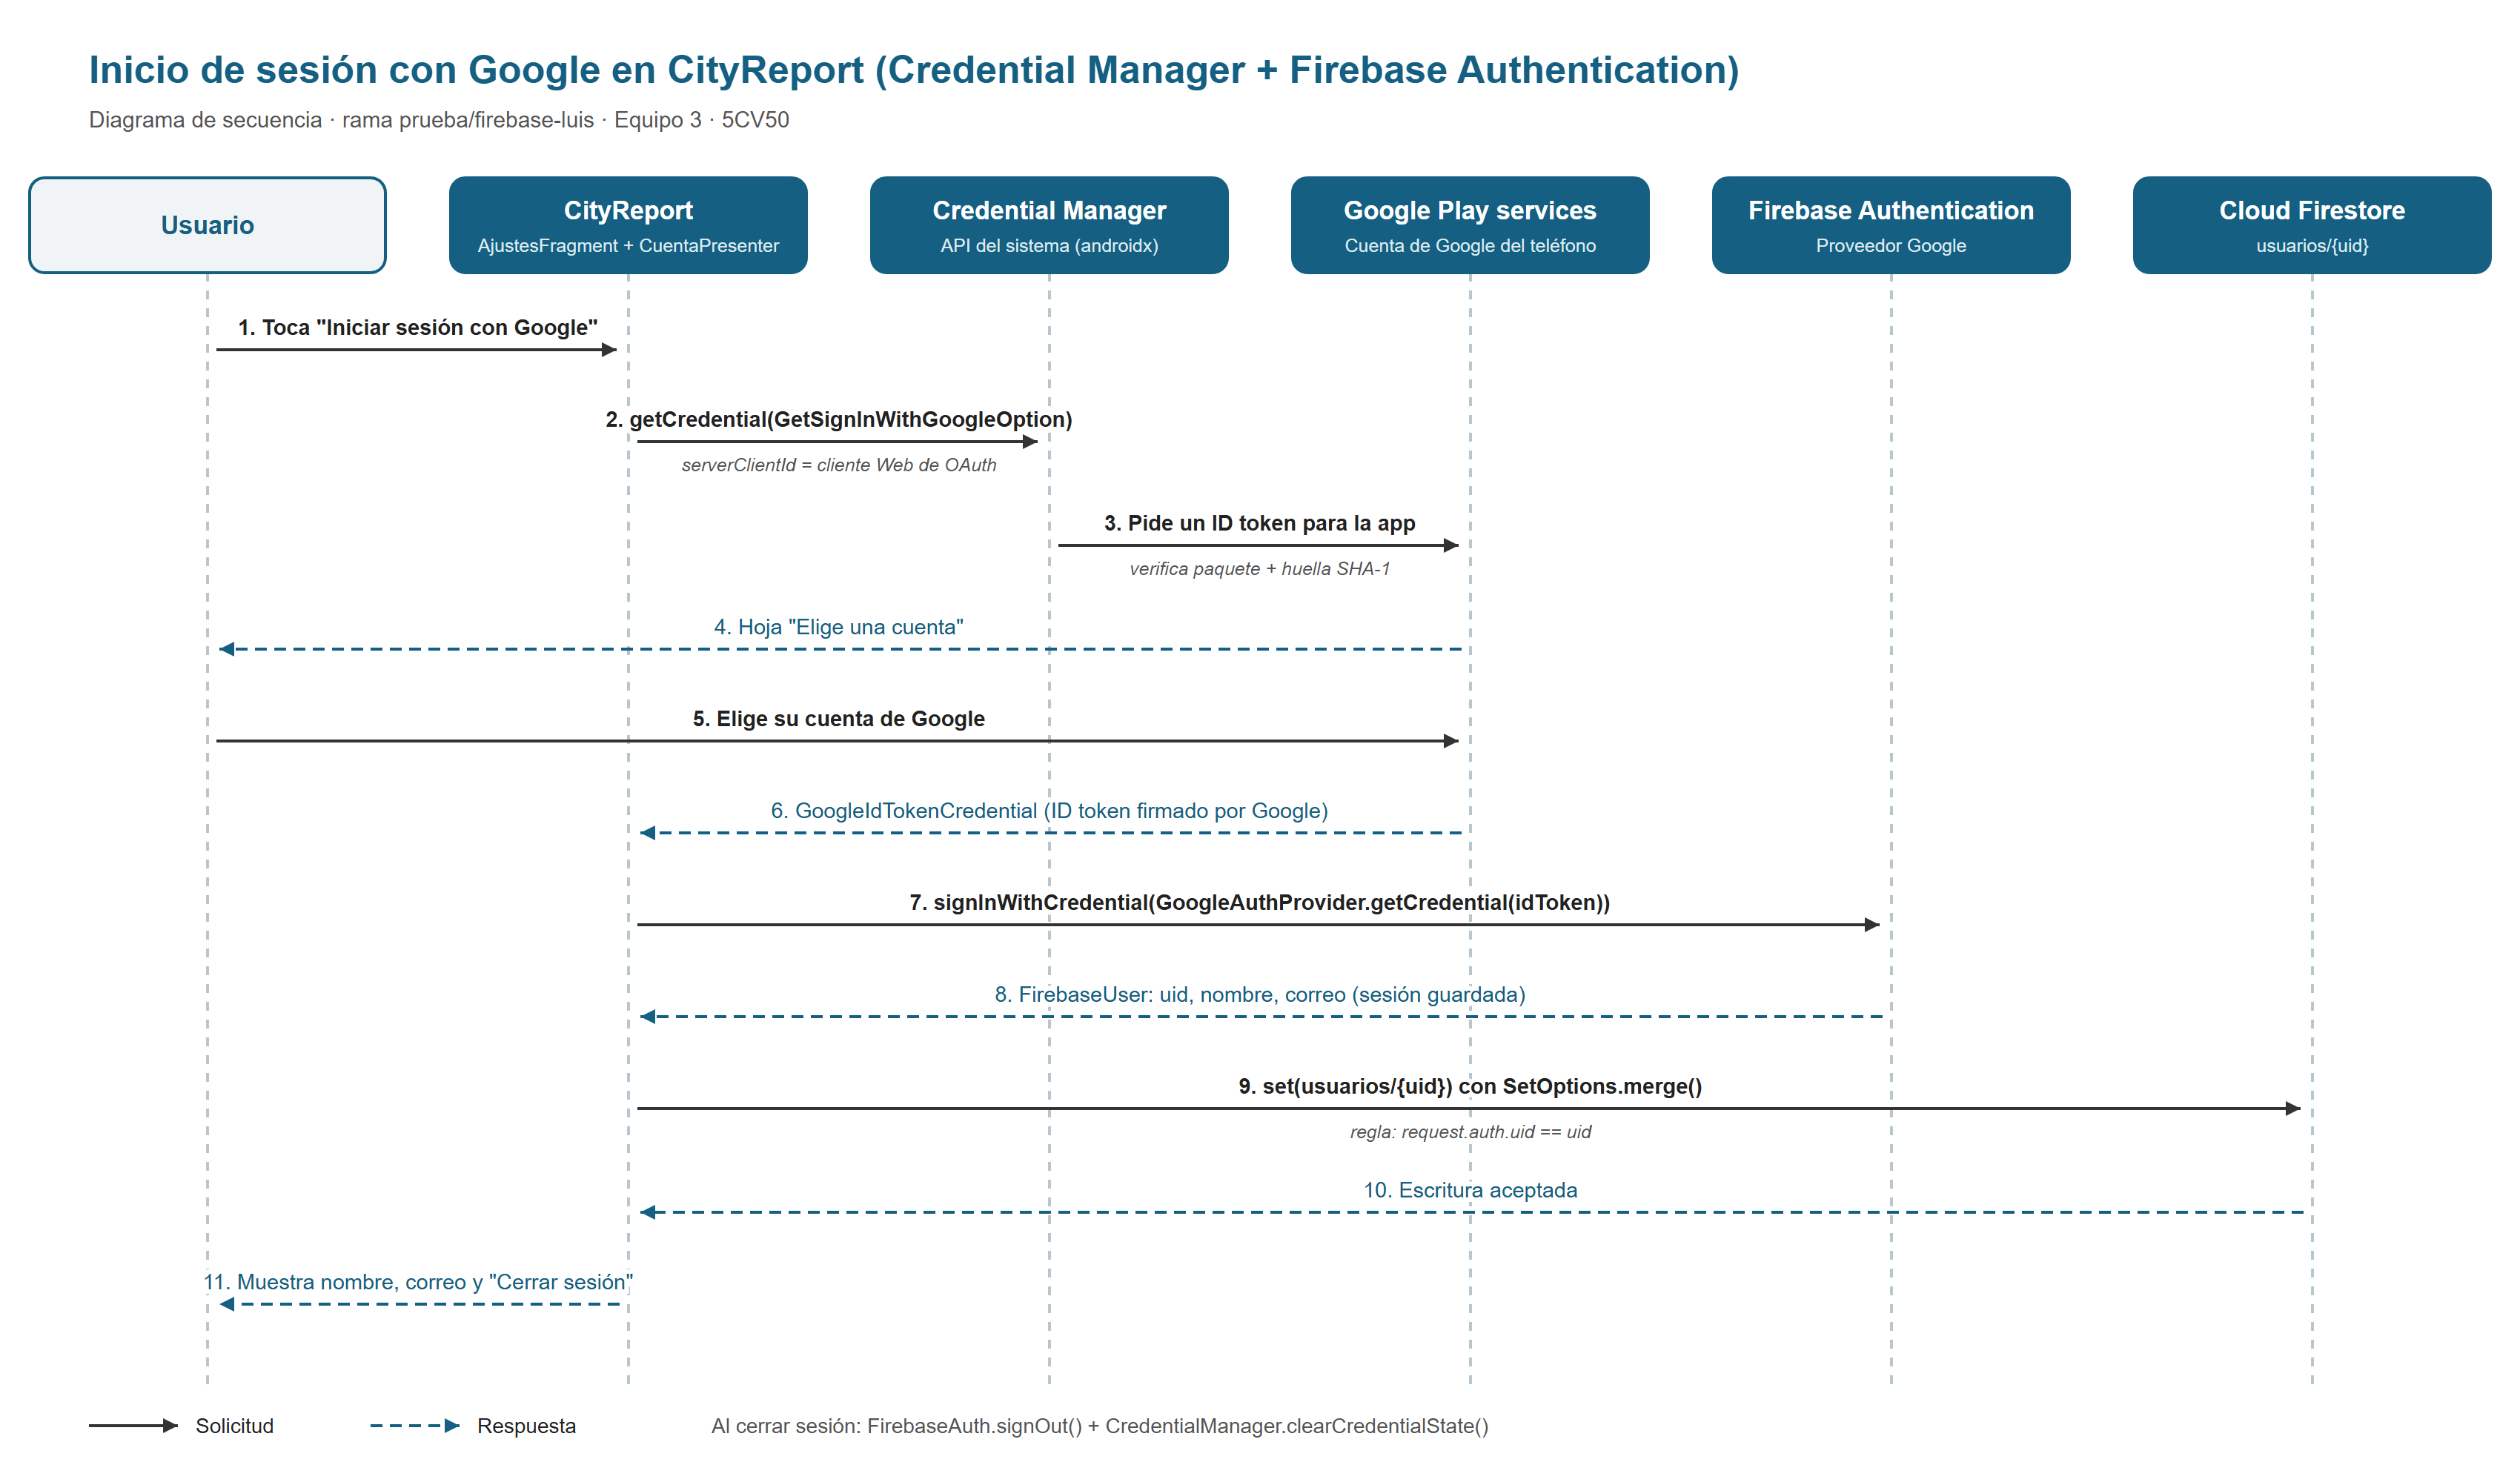 Inicio de sesión con Google en CityReport (Credential Manager + Firebase Authentication)
Diagrama de secuencia · rama prueba/firebase-luis · Equipo 3 · 5CV50
Usuario
CityReport
AjustesFragment + CuentaPresenter
Credential Manager
API del sistema (androidx)
Google Play services
Cuenta de Google del teléfono
Firebase Authentication
Proveedor Google
Cloud Firestore
usuarios/{uid}
1. Toca "Iniciar sesión con Google"
2. getCredential(GetSignInWithGoogleOption)
serverClientId = cliente Web de OAuth
3. Pide un ID token para la app
verifica paquete + huella SHA-1
4. Hoja "Elige una cuenta"
5. Elige su cuenta de Google
6. GoogleIdTokenCredential (ID token firmado por Google)
7. signInWithCredential(GoogleAuthProvider.getCredential(idToken))
8. FirebaseUser: uid, nombre, correo (sesión guardada)
9. set(usuarios/{uid}) con SetOptions.merge()
regla: request.auth.uid == uid
10. Escritura aceptada
11. Muestra nombre, correo y "Cerrar sesión"
Solicitud
Respuesta
Al cerrar sesión: FirebaseAuth.signOut() + CredentialManager.clearCredentialState()